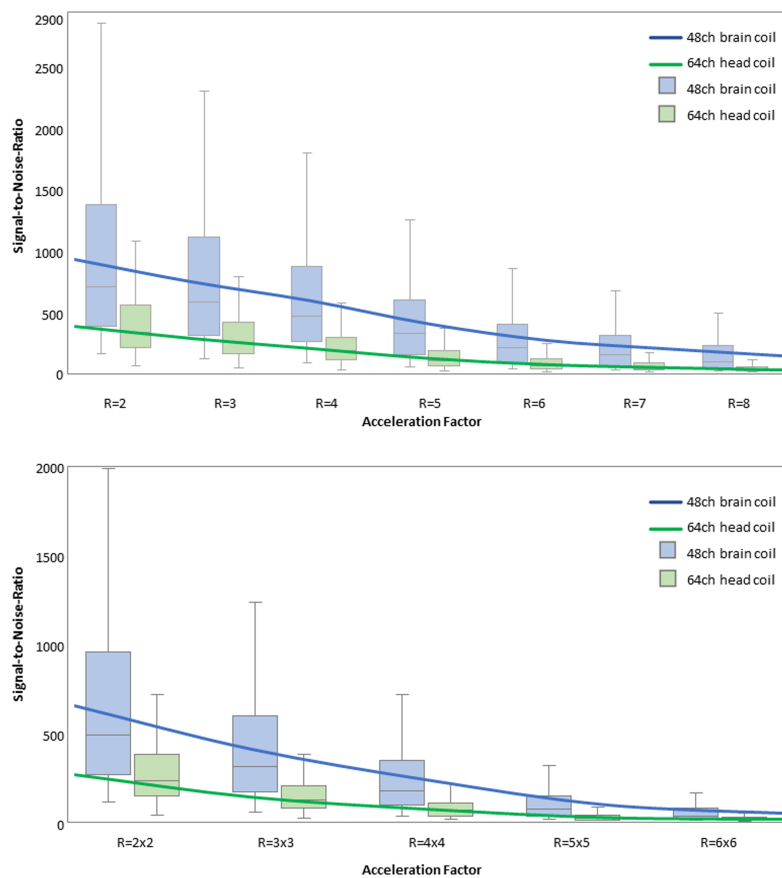 2900
2500
2000
1500
1000
500
0
Signal-to-Noise-Ratio
48ch brain coil
64ch head coil
48ch brain coil
64ch head coil
R=2 R=3 R=4 R=5 R=6 R=7 R=8
Acceleration Factor
2000
1500
1000
500
0
Signal-to-Noise-Ratio
48ch brain coil
64ch head coil
48ch brain coil
64ch head coil
R=2x2 R=3x3 R=4x4 R=5x5 R=6x6
Acceleration Factor